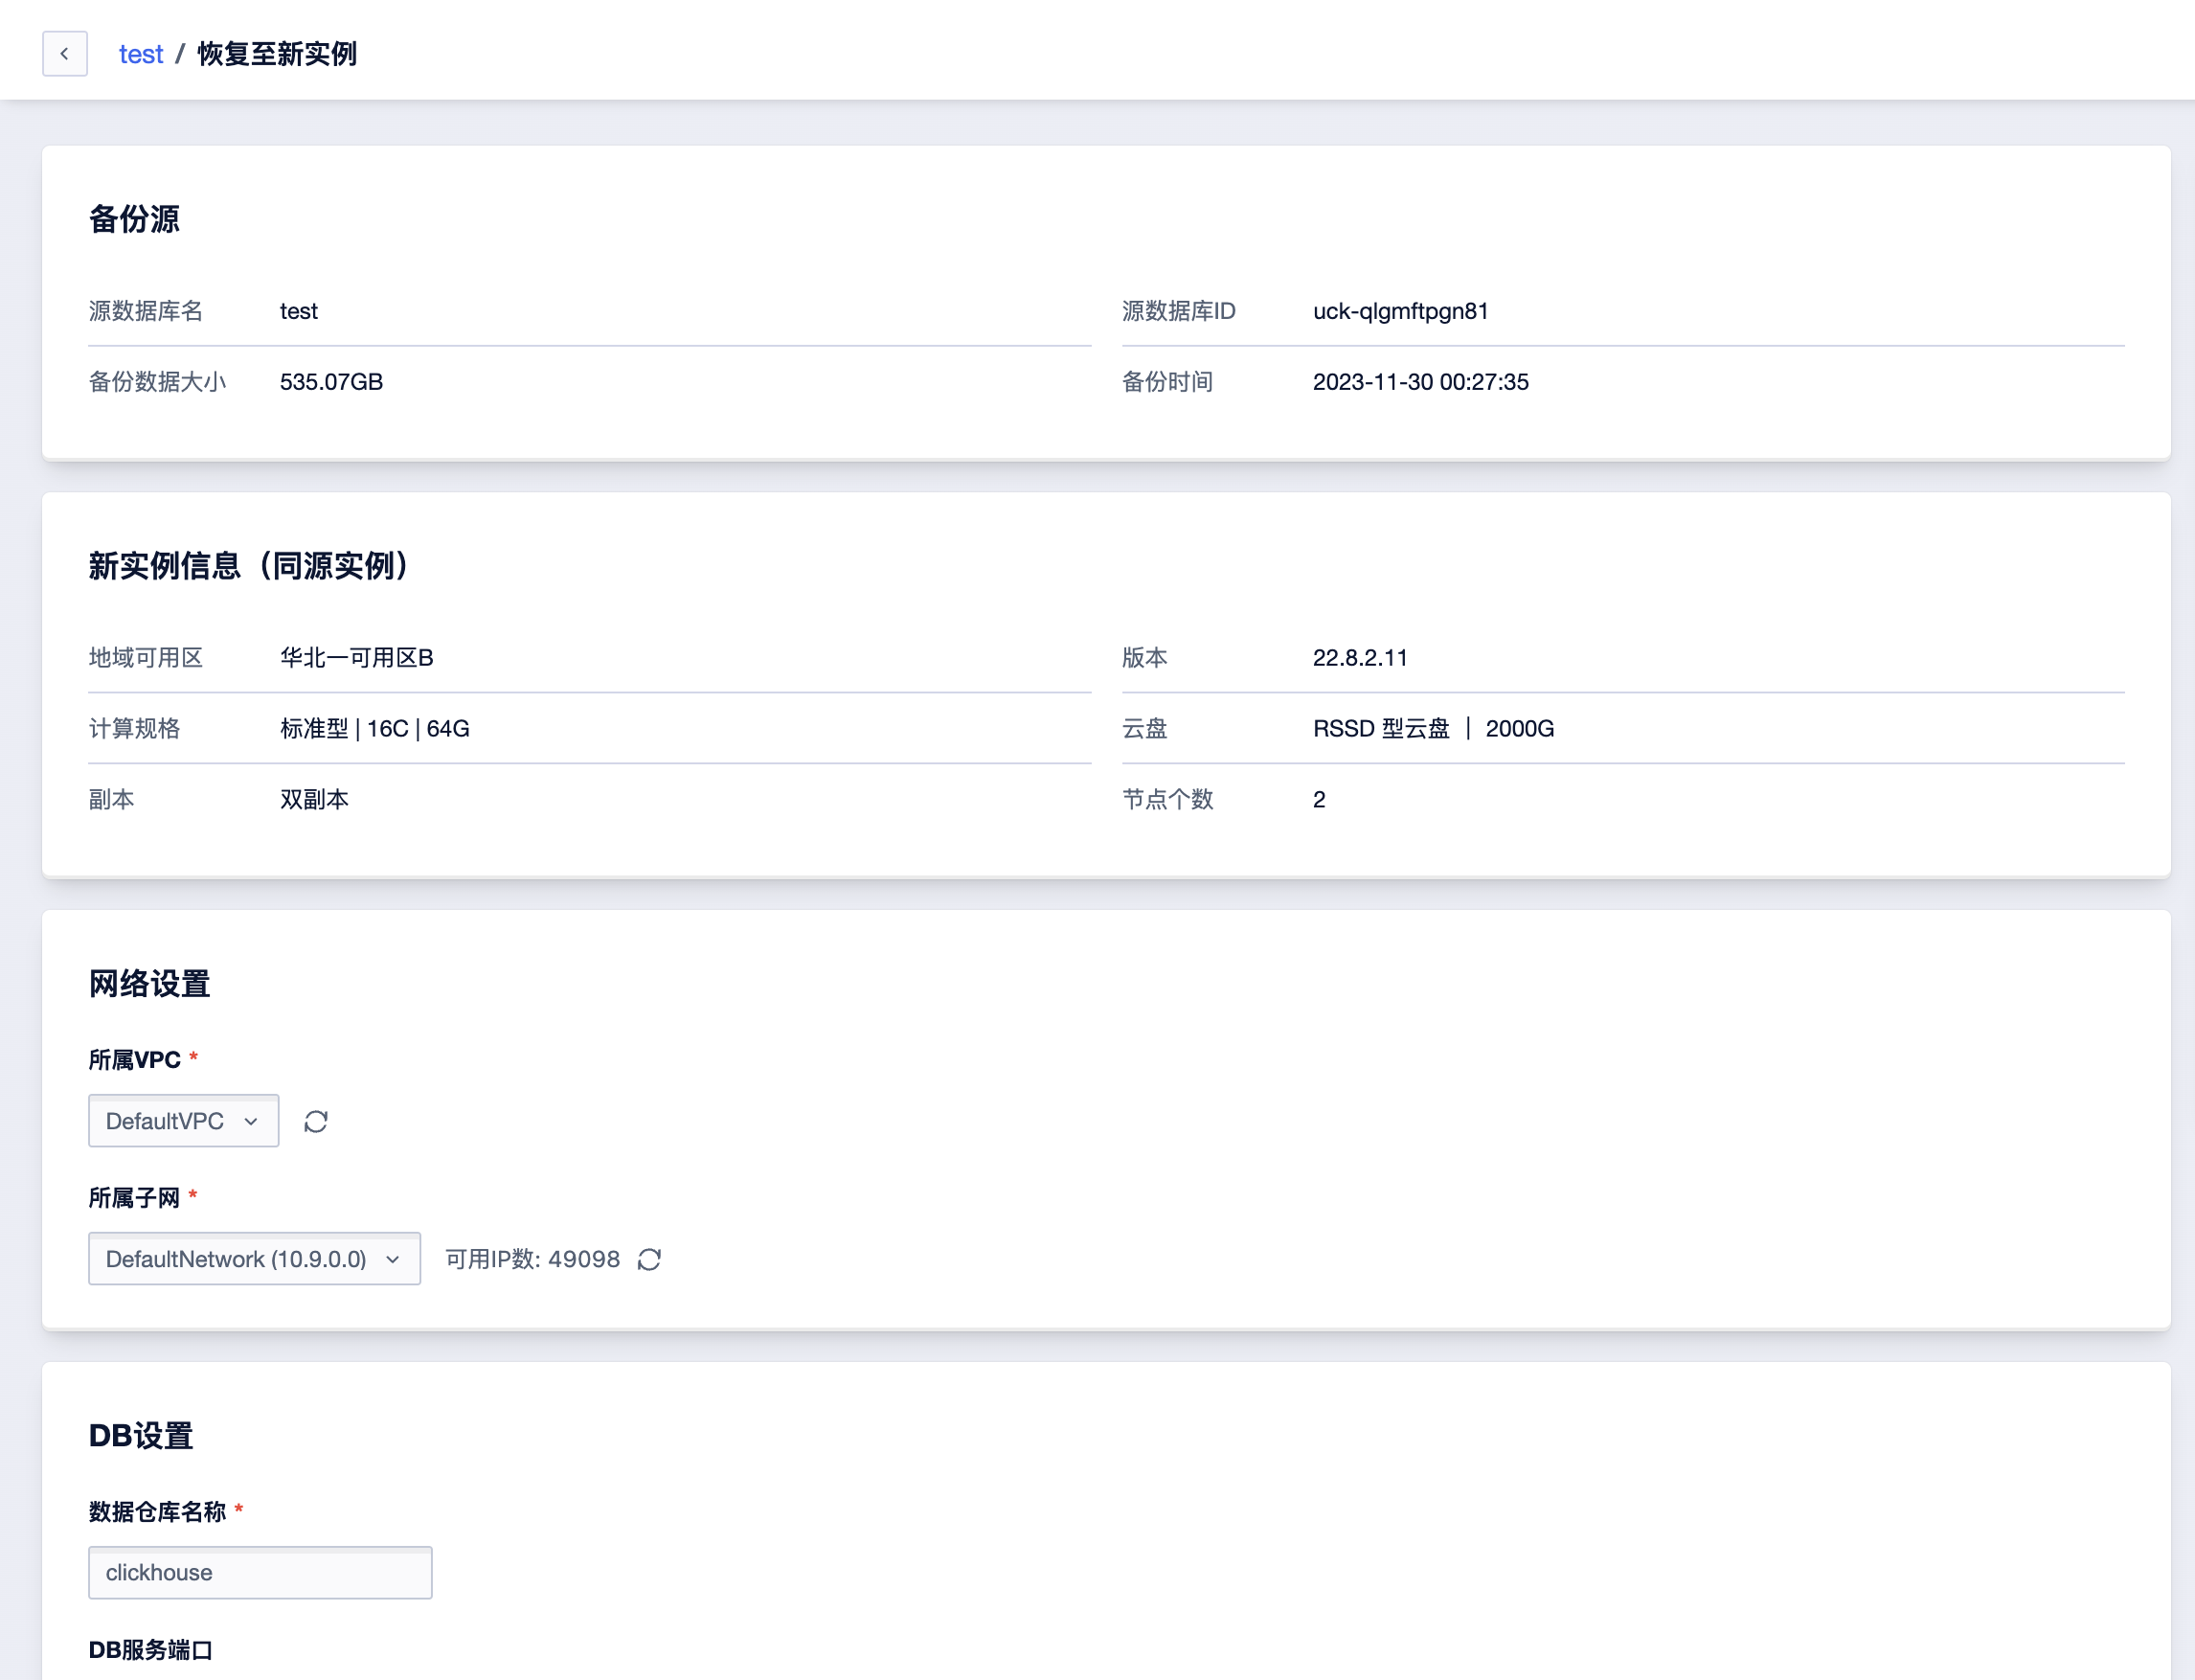 test / 恢复至新实例
备份源
源数据库名 test 源数据库ID uck-qlgmftpgn81
备份数据大小 535.07GB 备份时间 2023-11-30 00:27:35
新实例信息（同源实例）
地域可用区 华北一可用区B 版本 22.8.2.11
计算规格 标准型 | 16C | 64G 云盘 RSSD 型云盘 ｜ 2000G
副本 双副本 节点个数 2
网络设置
所属VPC *
DefaultVPC
所属子网 *
DefaultNetwork (10.9.0.0) 可用IP数: 49098
DB设置
数据仓库名称 *
clickhouse
DB服务端口